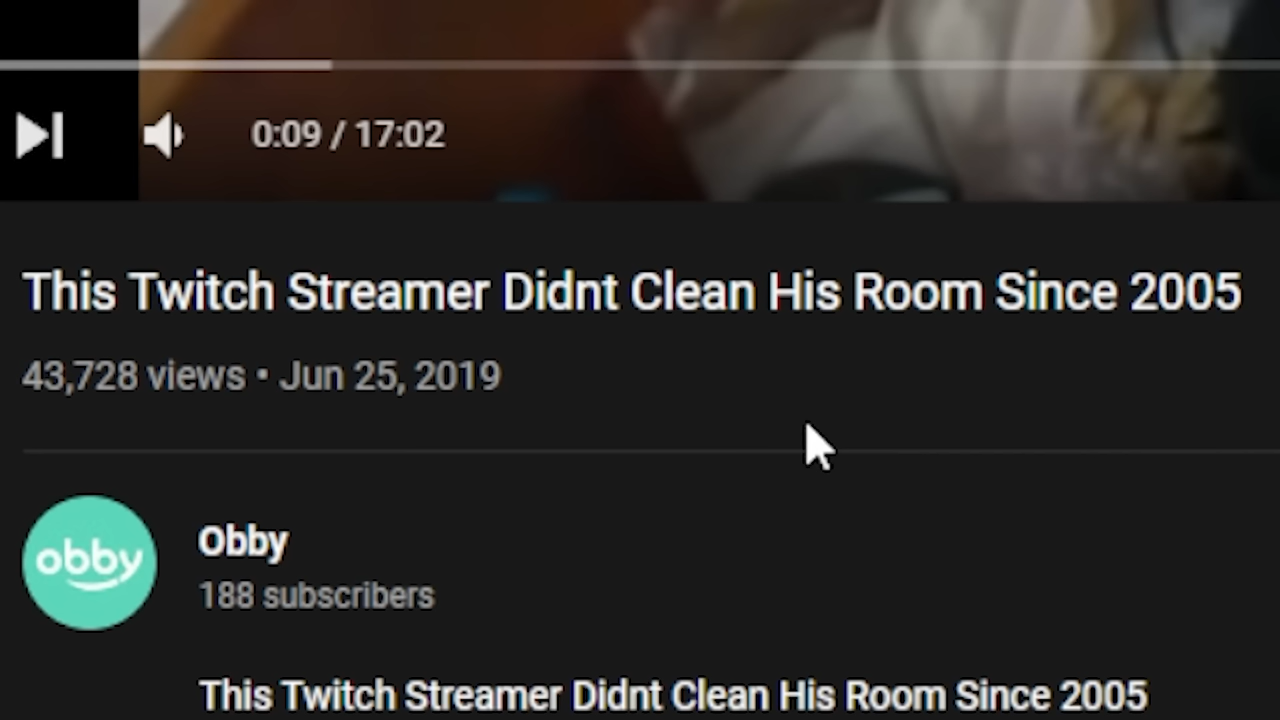 0:09 / 17:02
This Twitch Streamer Didnt Clean His Room Since 2005
43,728 views • Jun 25, 2019
obby
Obby
188 subscribers
This Twitch Streamer Didnt Clean His Room Since 2005